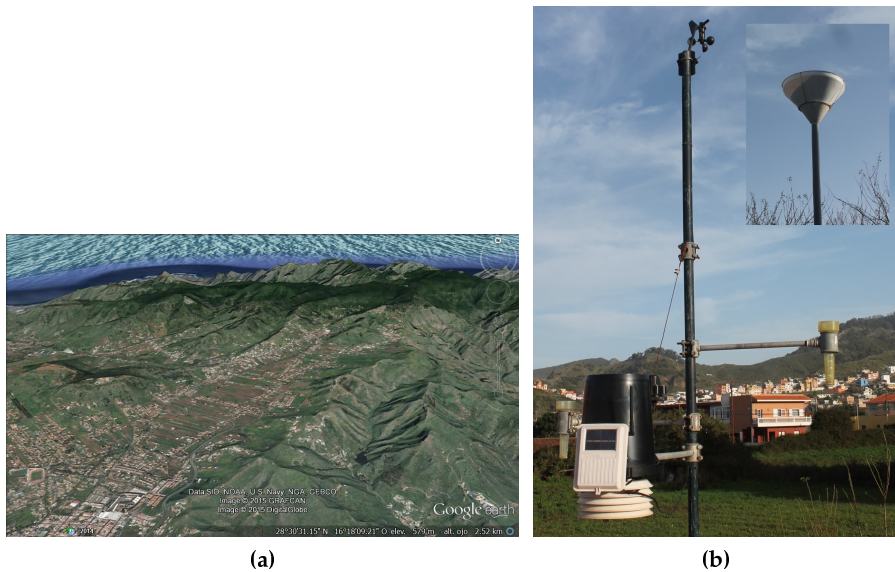 Data SIO, NOAA, U.S. Navy, NGA, GEBCO
Image © 2015 GRAFCAN
Image © 2015 DigitalGlobe
Google earth
2014
28°30'31.15" N 16°18'09.21" O elev. 579 m alt. ojo 2.52 km
(a)
(b)